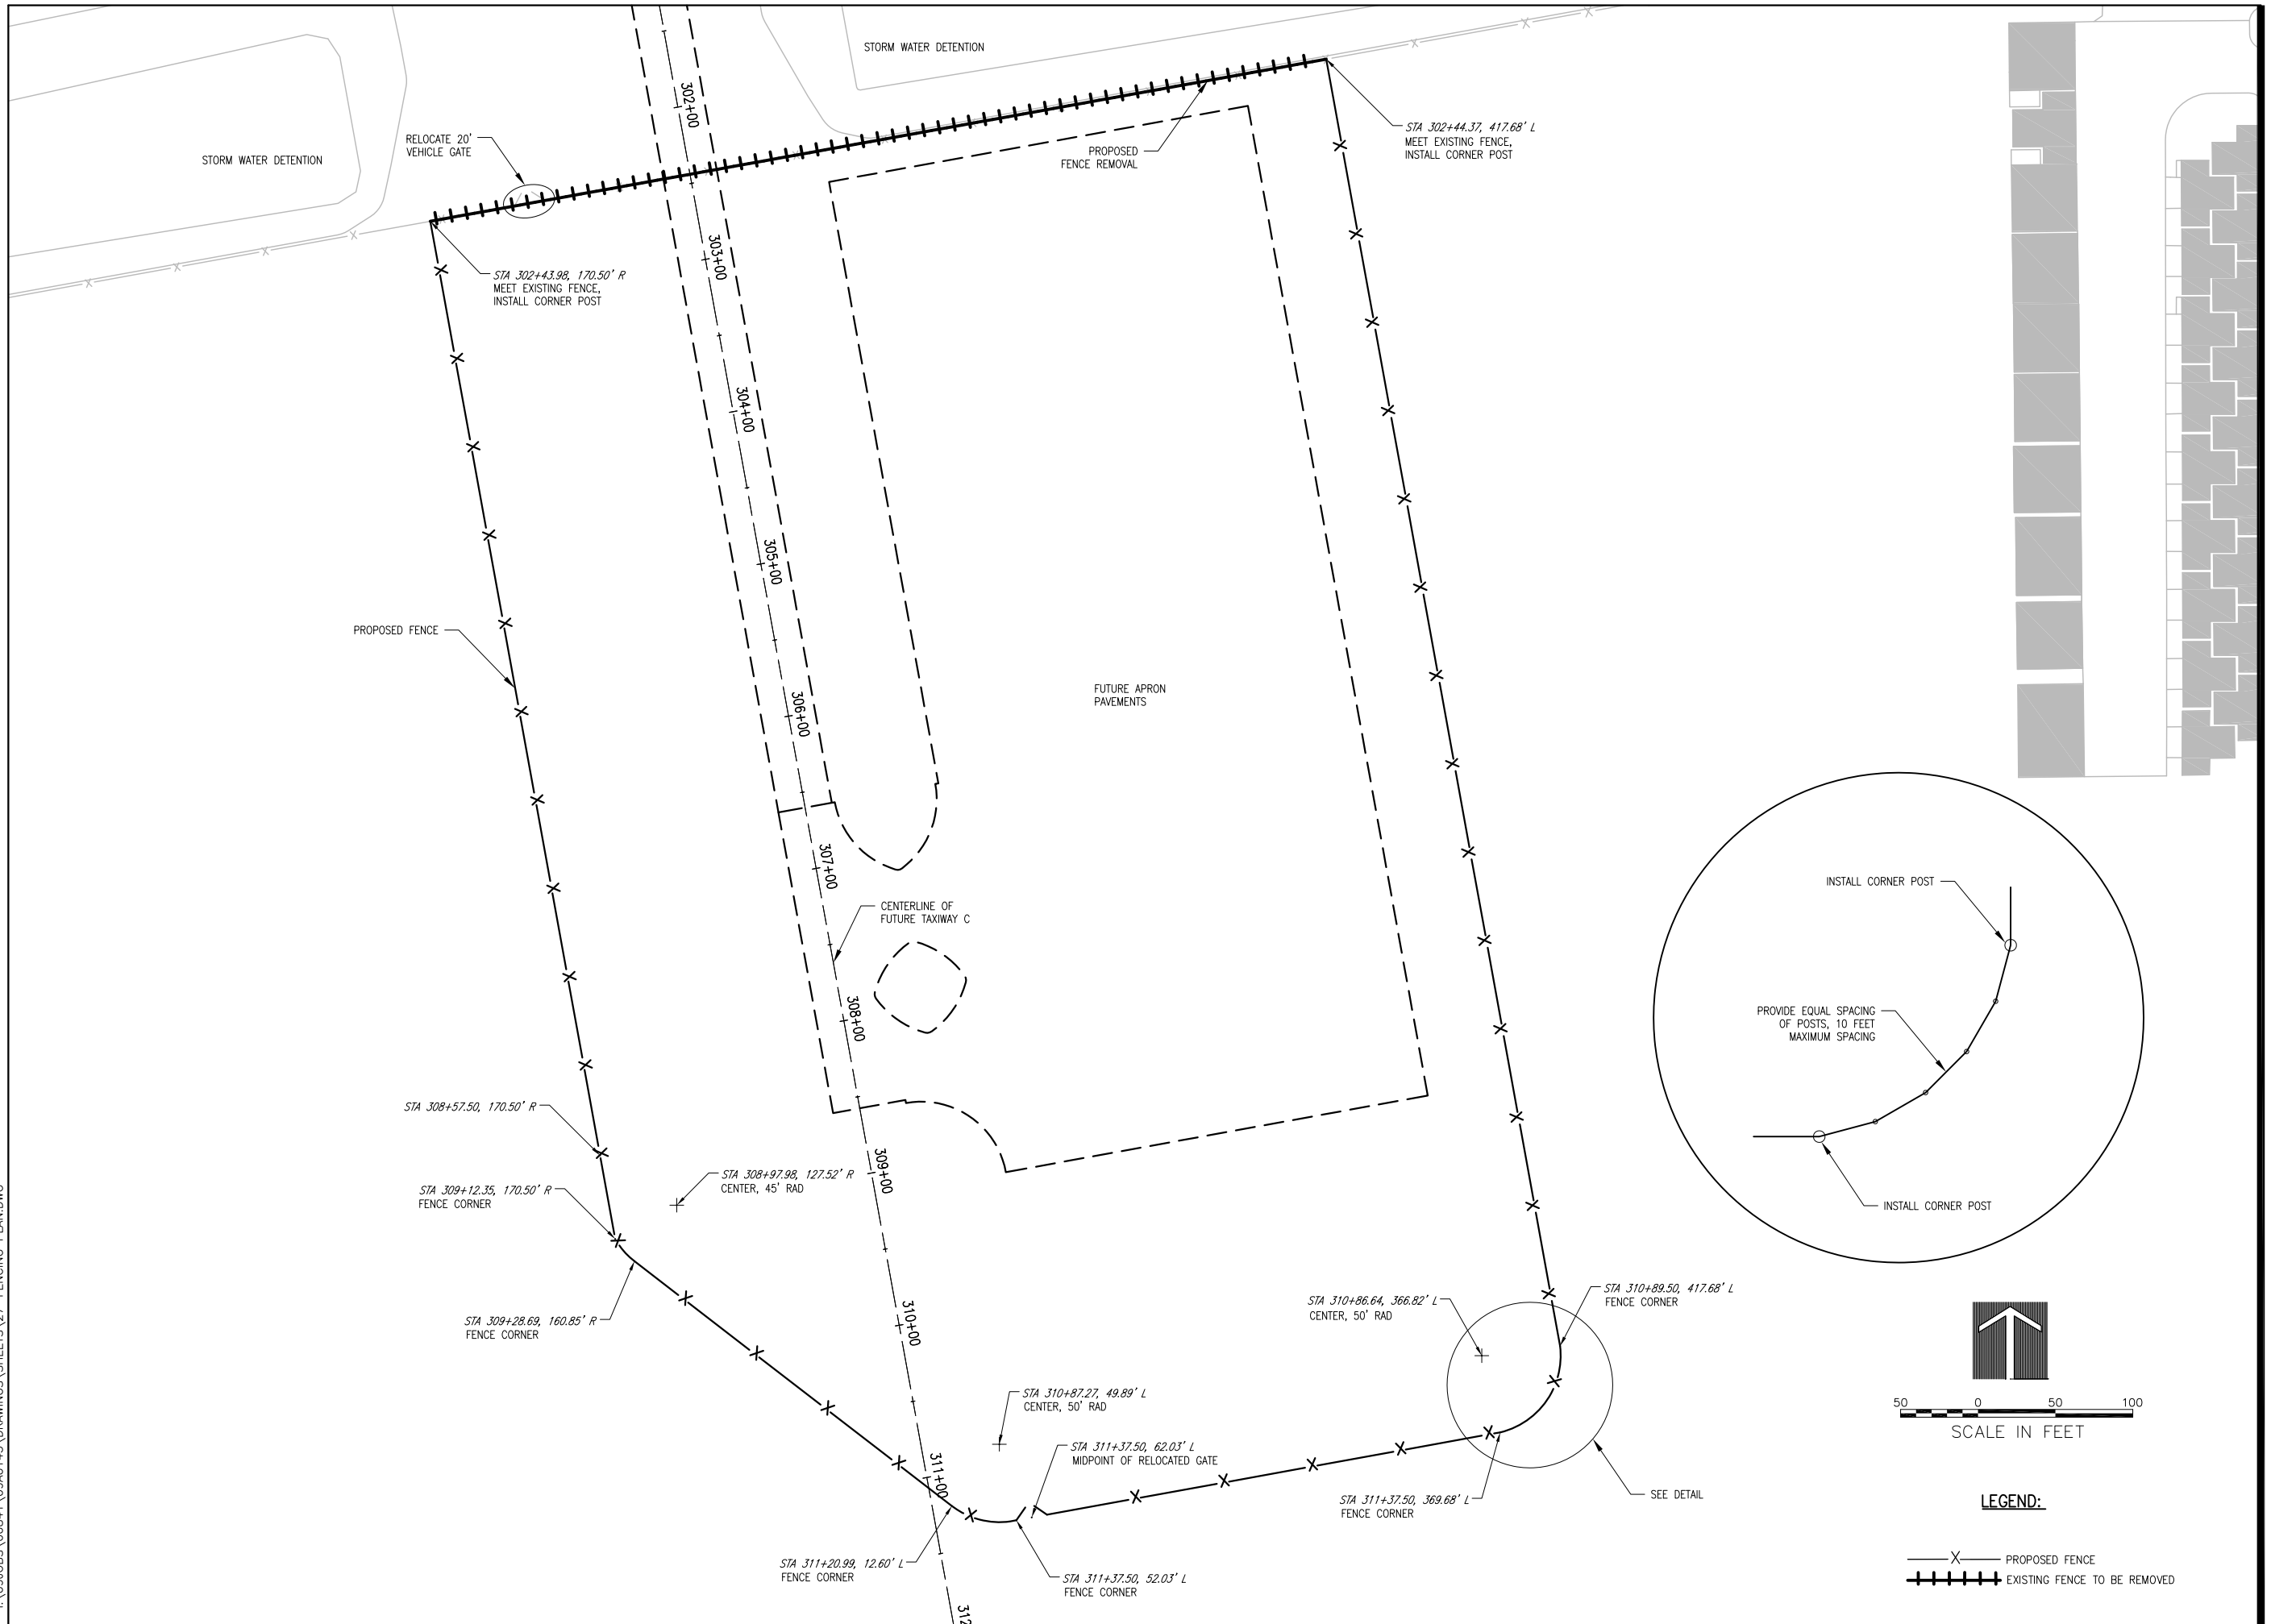 STORM WATER DETENTION
302+00
RELOCATE 20'
VEHICLE GATE
STORM WATER DETENTION
STA 302+44.37, 417.68' L
MEET EXISTING FENCE,
INSTALL CORNER POST
PROPOSED
FENCE REMOVAL
303+00
STA 302+43.98, 170.50' R
MEET EXISTING FENCE,
INSTALL CORNER POST
304+00
305+00
PROPOSED FENCE
306+00
FUTURE APRON
PAVEMENTS
307+00
CENTERLINE OF
FUTURE TAXIWAY C
INSTALL CORNER POST
308+00
PROVIDE EQUAL SPACING
OF POSTS, 10 FEET
MAXIMUM SPACING
STA 308+57.50, 170.50' R
309+00
STA 308+97.98, 127.52' R
CENTER, 45' RAD
STA 309+12.35, 170.50' R
FENCE CORNER
INSTALL CORNER POST
310+00
STA 309+28.69, 160.85' R
FENCE CORNER
STA 310+86.64, 366.82' L
CENTER, 50' RAD
STA 310+89.50, 417.68' L
FENCE CORNER
STA 310+87.27, 49.89' L
CENTER, 50' RAD
50 0 50 100
SCALE IN FEET
STA 311+37.50, 62.03' L
MIDPOINT OF RELOCATED GATE
311+00
STA 311+37.50, 369.68' L
FENCE CORNER
SEE DETAIL
LEGEND:
STA 311+20.99, 12.60' L
FENCE CORNER
STA 311+37.50, 52.03' L
FENCE CORNER
X PROPOSED FENCE
EXISTING FENCE TO BE REMOVED
312